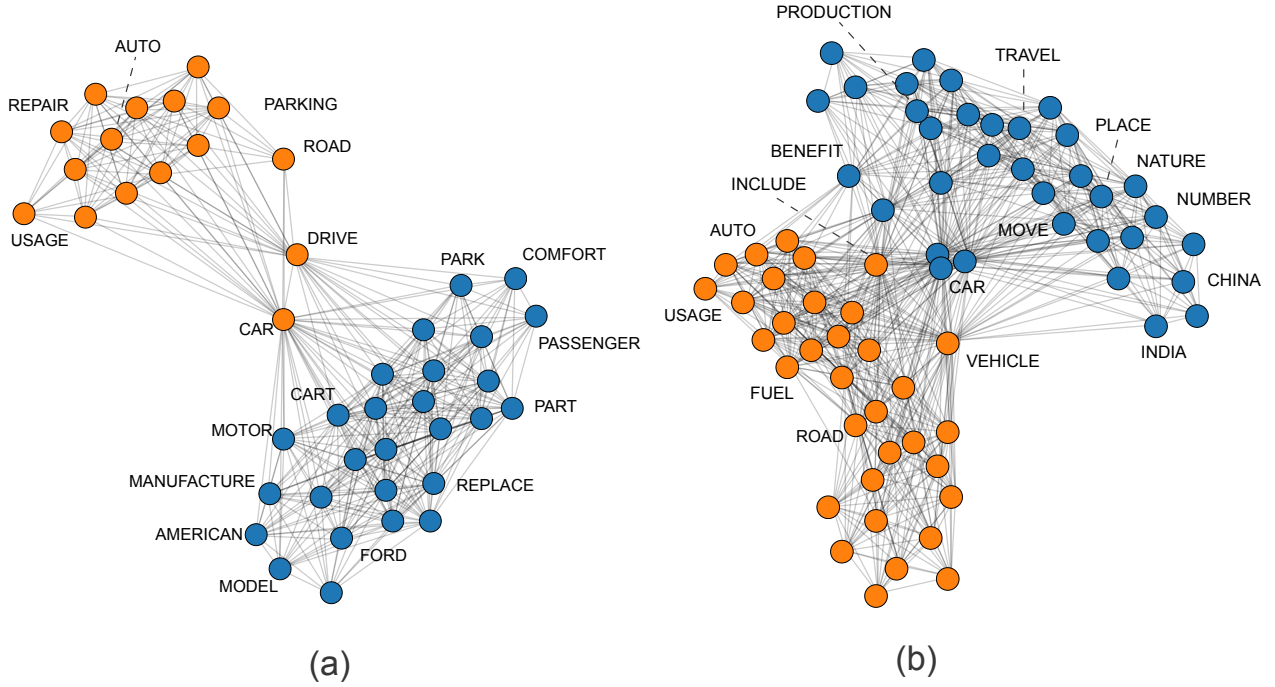 AUTO
REPAIR
PARKING
ROAD
USAGE
DRIVE
PARK
COMFORT
CAR
PASSENGER
CART
PART
MOTOR
MANUFACTURE
REPLACE
AMERICAN
FORD
MODEL
(a)
PRODUCTION
TRAVEL
PLACE
BENEFIT
NATURE
INCLUDE
NUMBER
AUTO
MOVE
CHINA
CAR
USAGE
INDIA
VEHICLE
FUEL
ROAD
(b)